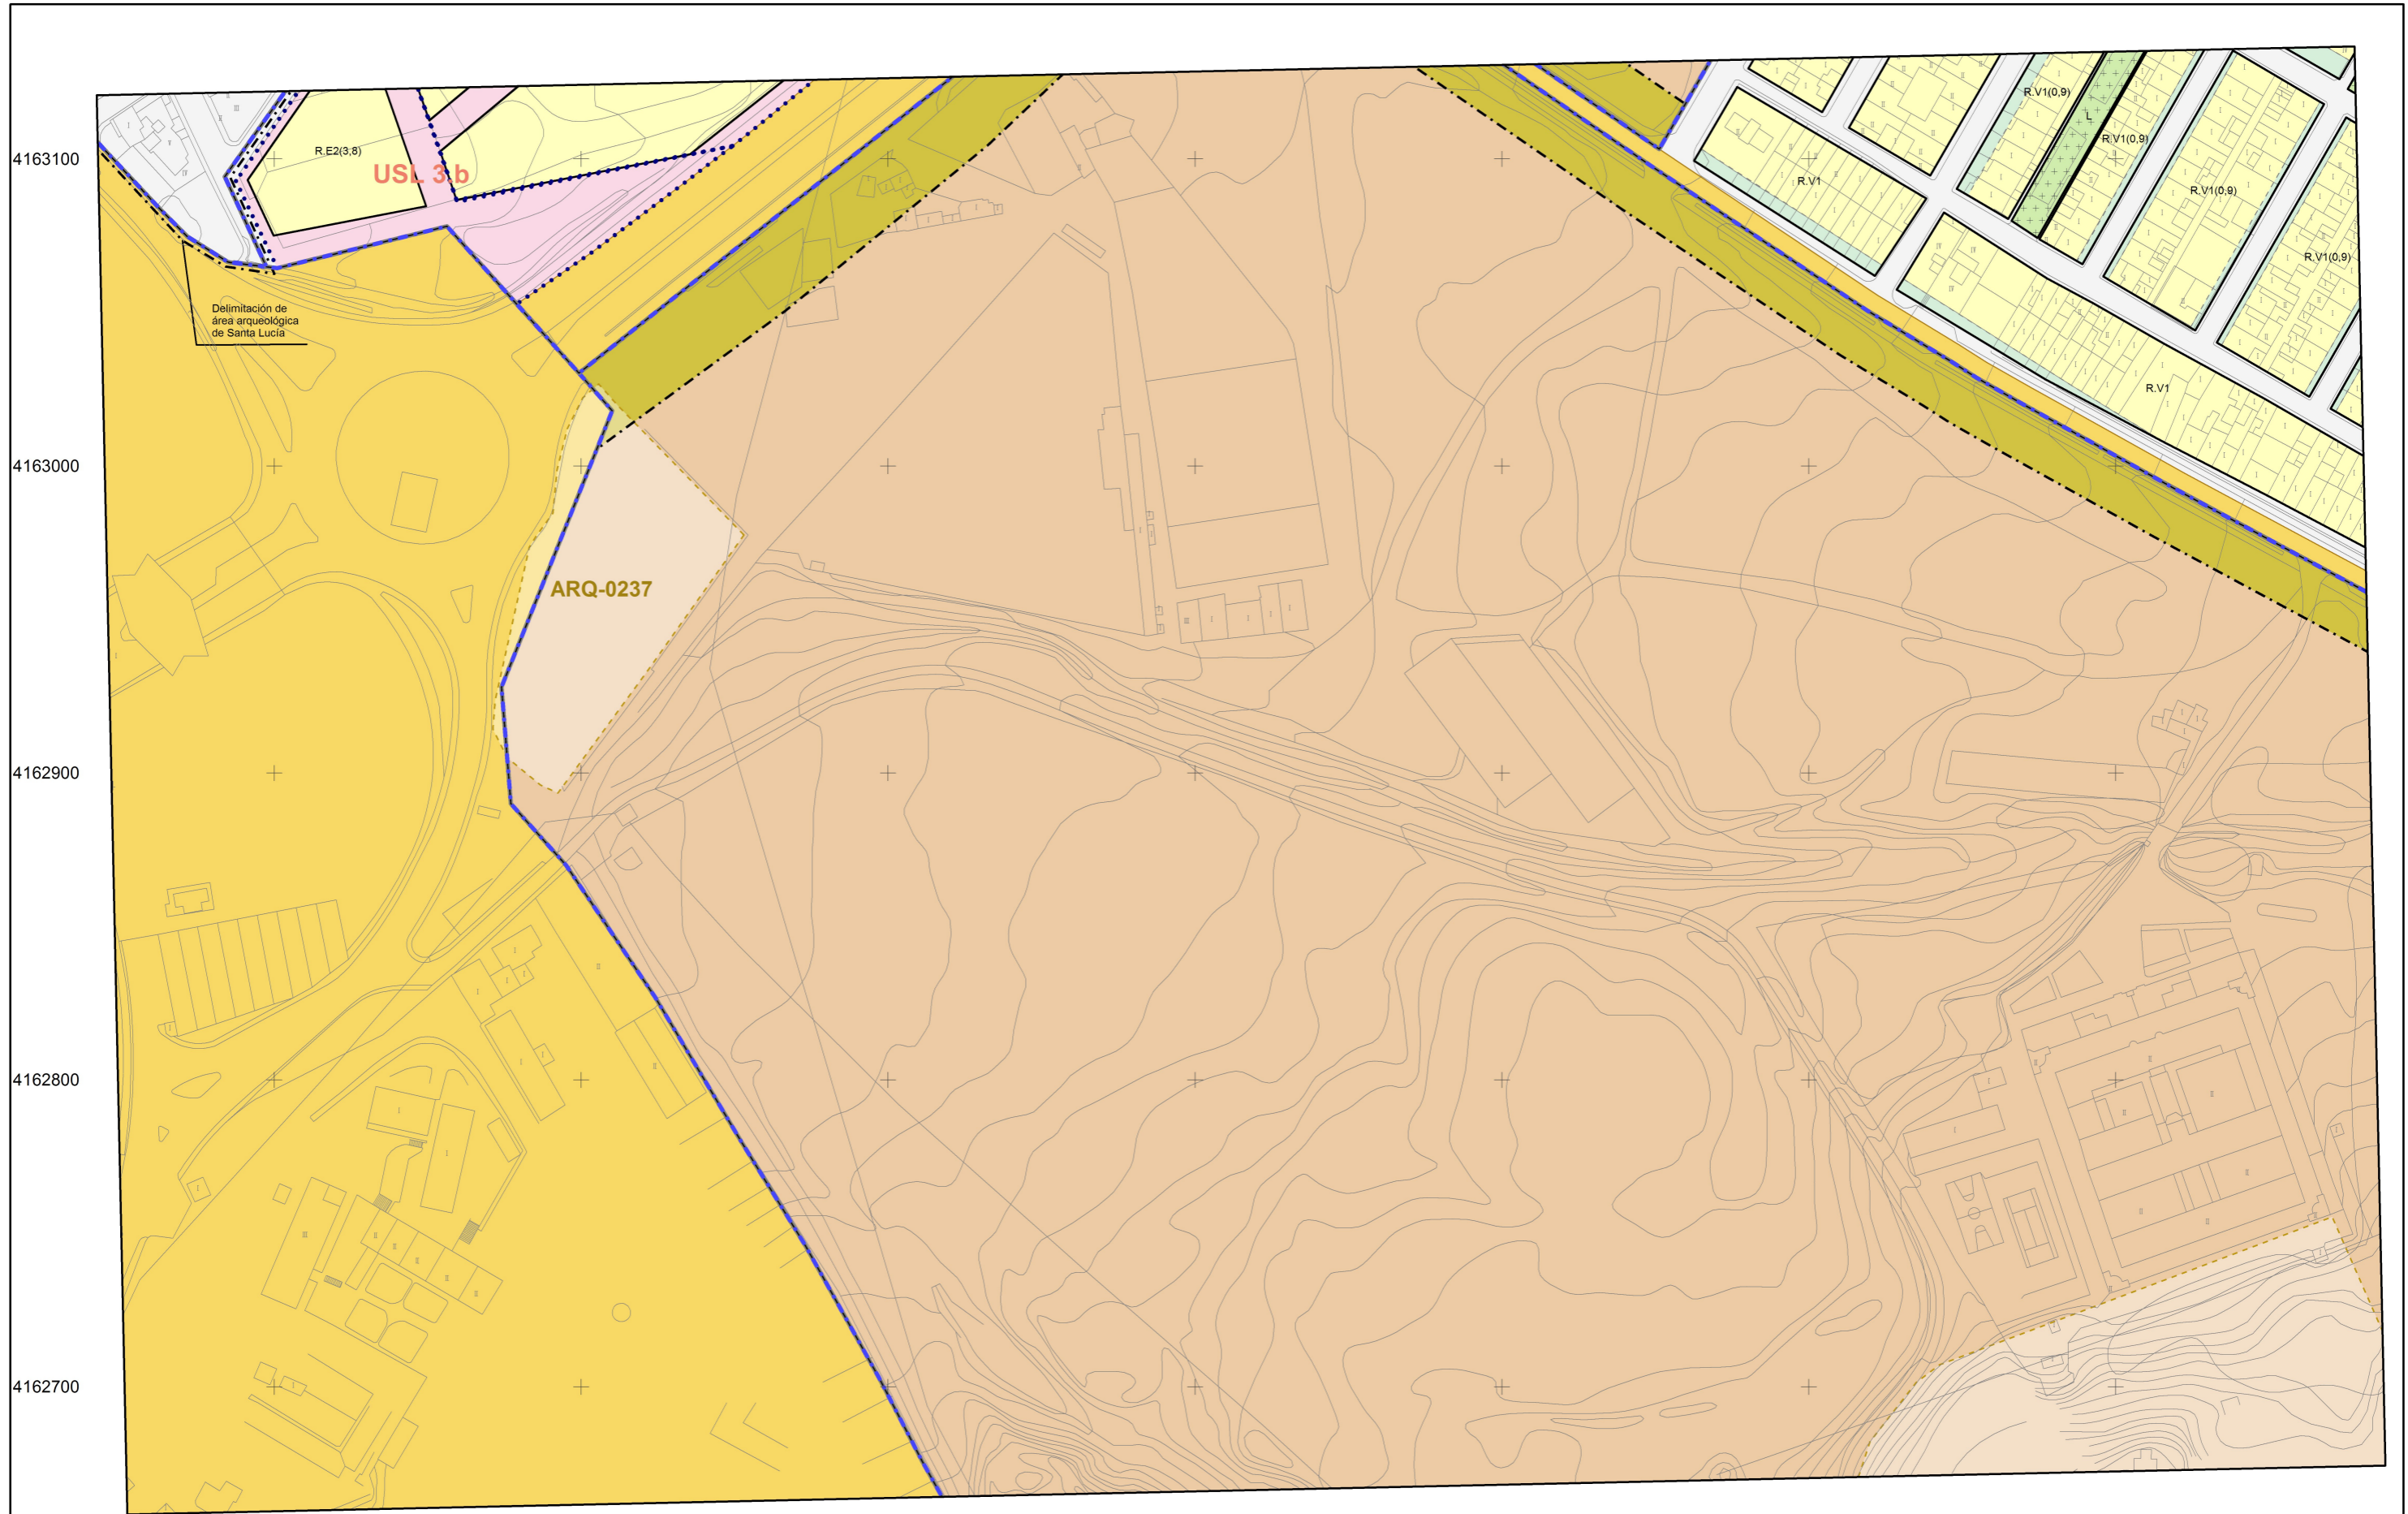 R.V1(0,9)
L
R.V1(0,9)
4163100
R.E2(3,8)
USL 3.b
R.V1
R.V1(0,9)
R.V1(0,9)
Delimitación de
área arqueológica
de Santa Lucía
R.V1
4163000
ARQ-0237
4162900
4162800
4162700